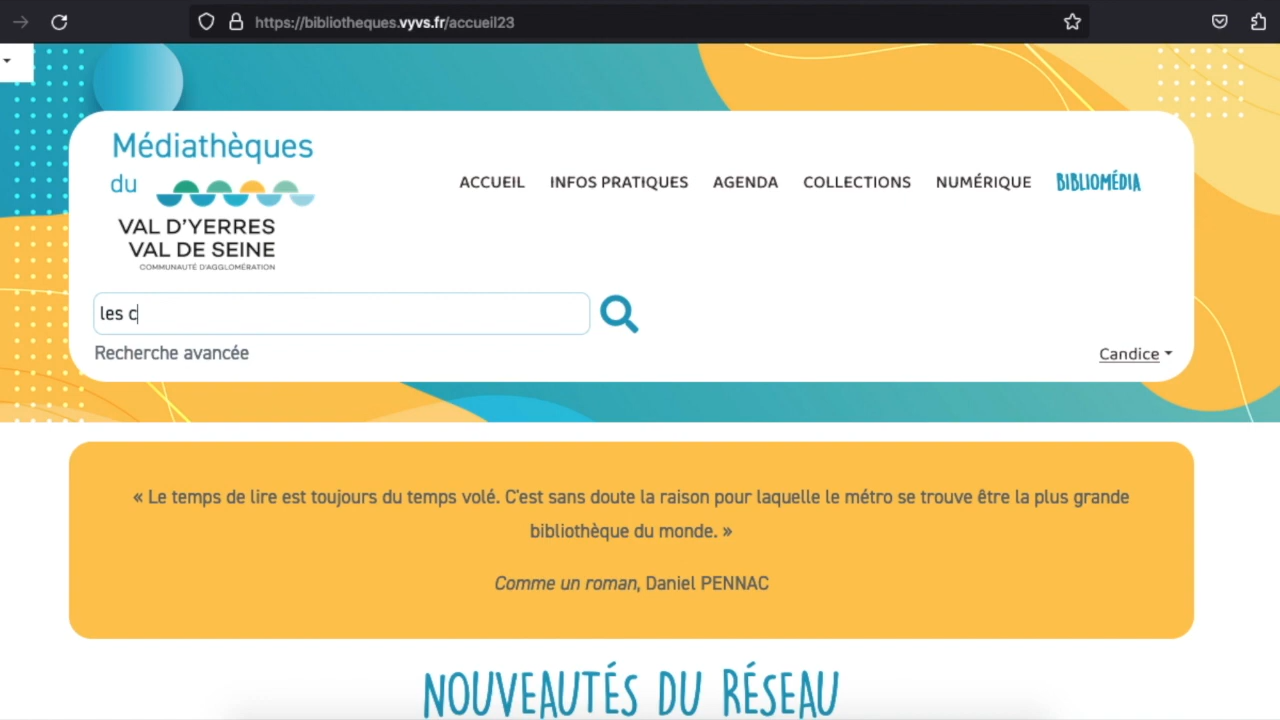 https://bibliotheques.vyvs.fr/accueil23
Médiathèques
du
VAL D'YERRES
VAL DE SEINE
COMMUNAUTÉ D'AGGLOMÉRATION
ACCUEIL INFOS PRATIQUES AGENDA COLLECTIONS NUMÉRIQUE BIBLIOMÉDIA
les c
Recherche avancée
Candice
« Le temps de lire est toujours du temps volé. C'est sans doute la raison pour laquelle le métro se trouve être la plus grande
bibliothèque du monde. »
Comme un roman, Daniel PENNAC
NOUVEAUTÉS DU RÉSEAU